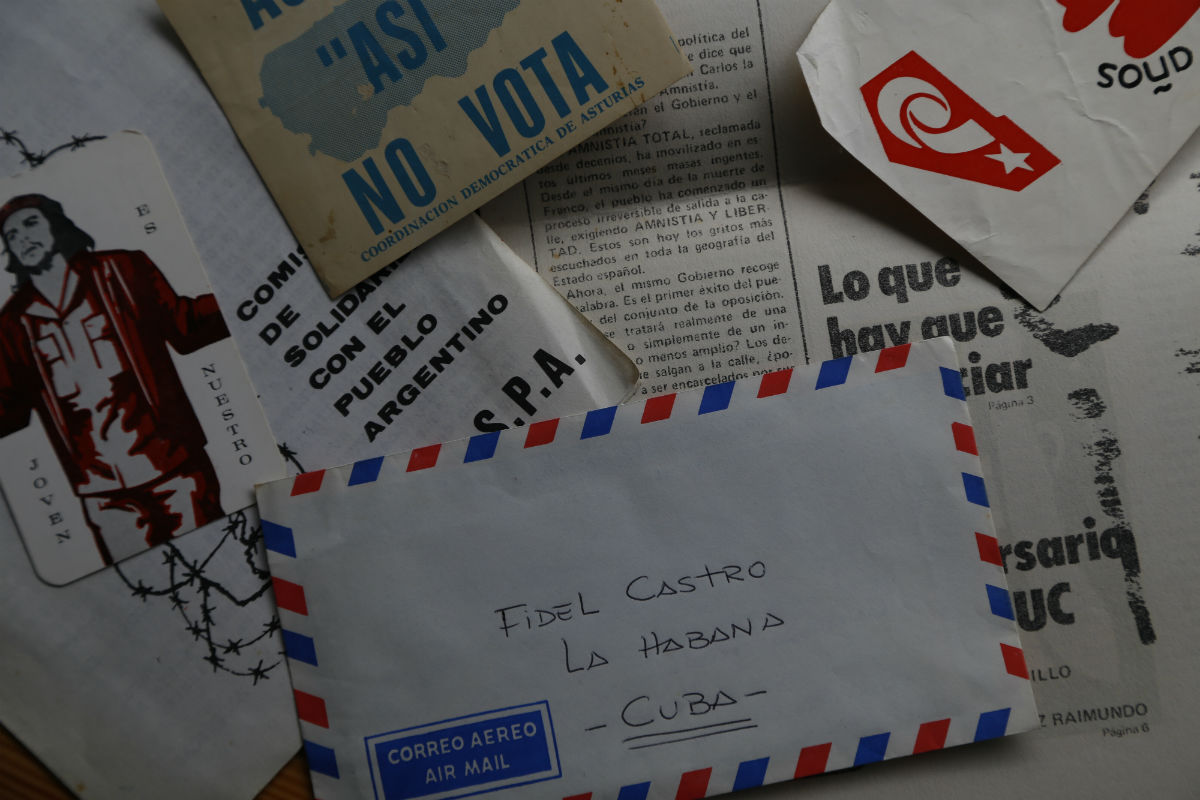 "ASI
NO VOTA
COORDINACION DEMOCRATICA DE ASTURIAS
política del
dice que
Carlos la
Amnistía.
el Gobierno y el
AMNISTIA TOTAL, reclamada
desde decenios, ha movilizado en es-
tos últimos meses masas ingentes.
Desde el mismo día de la muerte de
Franco, el pueblo ha comenzado un
proceso irreversible de salida a la ca-
lle, exigiendo AMNISTIA Y LIBER-
TAD. Estos son hoy los gritos más
escuchados en toda la geografía del
Estado español.
Ahora, el mismo Gobierno recoge
palabra. Es el primer éxito del pue-
del conjunto de la oposición.
se tratará realmente de una
o simplemente de un in-
o menos amplio? Los de-
salgan a la calle, ¿po-
a ser encarcelados por sus
Lo que
hay que
Página 3
UC
RAIMUNDO
Página 6
ES
NUESTRO
JOVEN
DE
CON EL
PUEBLO
ARGENTINO
S.P.A.
FIDEL CASTRO
LA HABANA
- CUBA -
CORREO AEREO
AIR MAIL